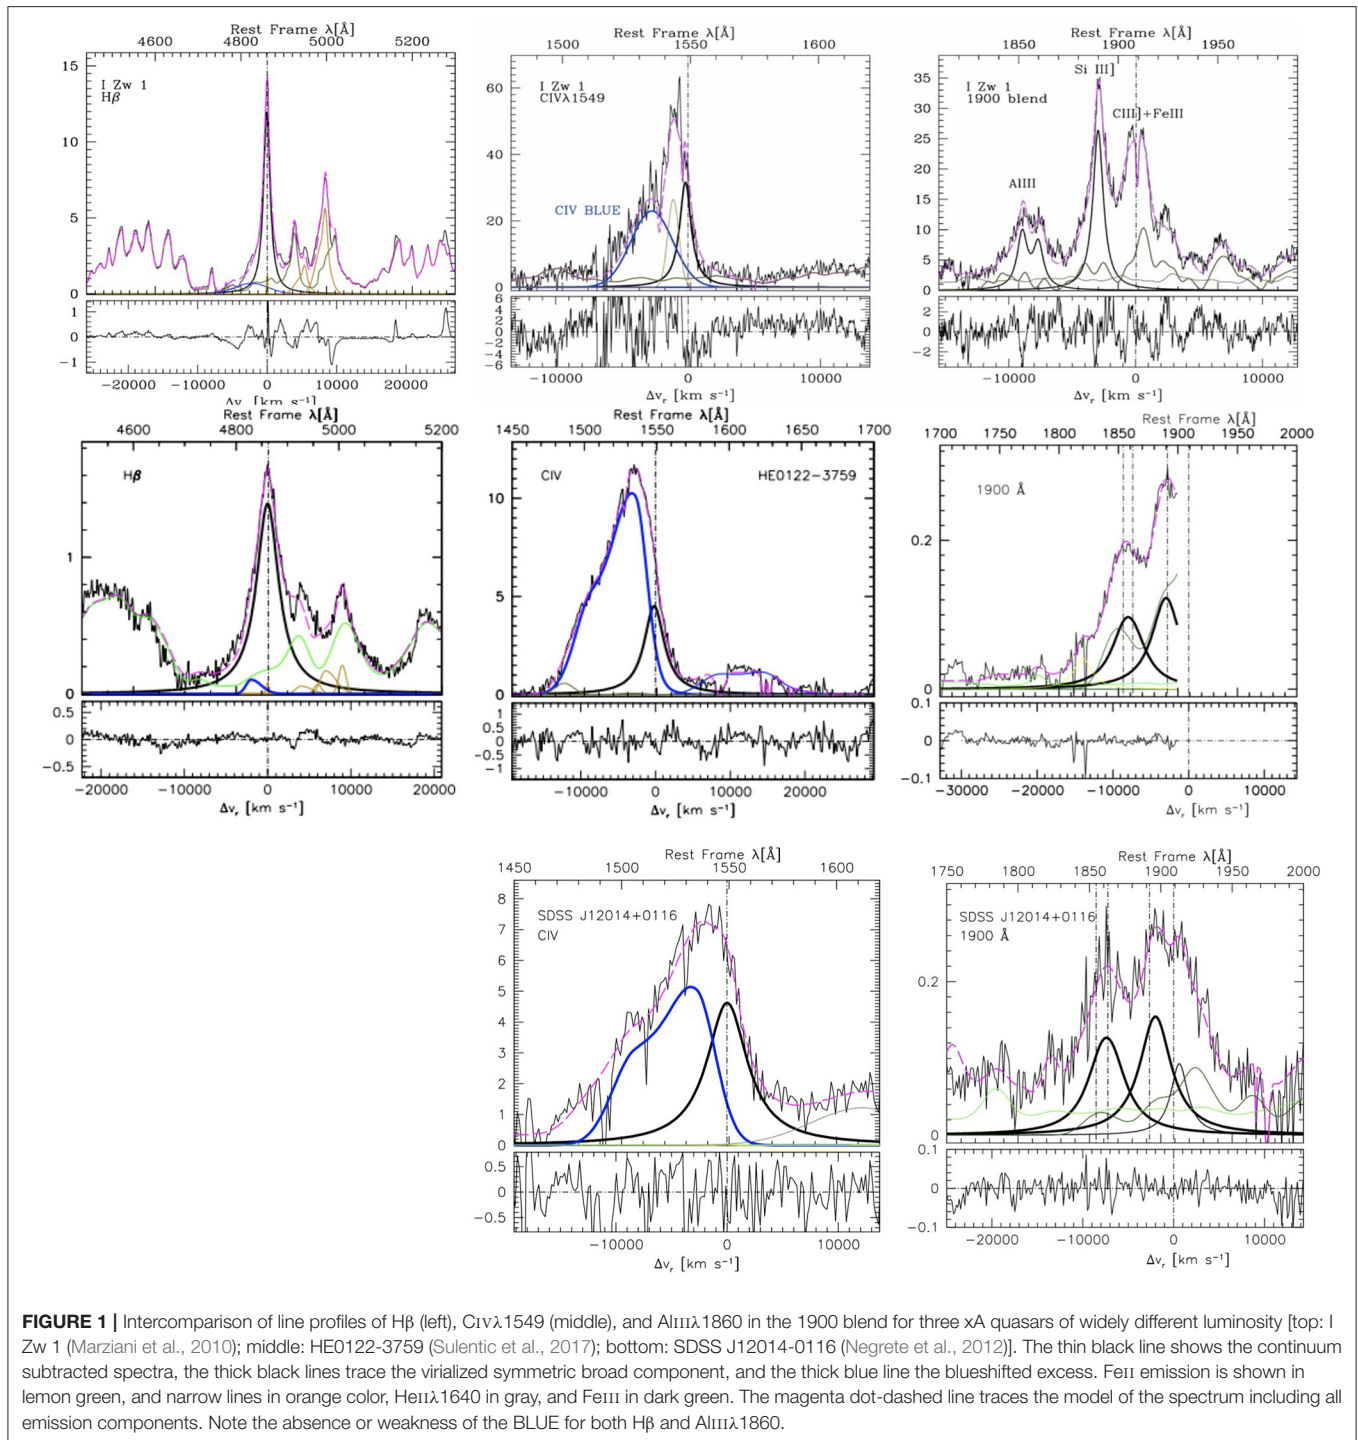 Rest Frame λ[Å]
4600 4800 5000 5200
I Zw 1
Hβ
15
10
5
0
1
0
−1
−20000 −10000 0 10000 20000
Rest Frame λ[Å]
1500 1550 1600
I Zw 1
CIVλ1549
CIV BLUE
60
40
20
0
6
4
2
0
−2
−4
−6
−10000 0 10000
Δvᵣ [km s⁻¹]
Rest Frame λ[Å]
1850 1900 1950
Si III]
I Zw 1
1900 blend
CIII]+FeIII
AlIII
35
30
25
20
15
10
5
0
2
0
−2
−10000 0 10000
Δvᵣ [km s⁻¹]
Rest Frame λ[Å]
4600 4800 5000 5200
Hβ
1
0
0.5
0
−0.5
−20000 −10000 0 10000 20000
Δvᵣ [km s⁻¹]
Rest Frame λ[Å]
1450 1500 1550 1600 1650 1700
CIV HE0122−3759
10
5
0
1
0.5
0
−0.5
−1
−10000 0 10000 20000
Δvᵣ [km s⁻¹]
Rest Frame λ[Å]
1700 1750 1800 1850 1900 1950 2000
1900 Å
0.2
0
0.1
0
−0.1
−30000 −20000 −10000 0 10000
Δvᵣ [km s⁻¹]
Rest Frame λ[Å]
1450 1500 1550 1600
SDSS J12014+0116
CIV
8
7
6
5
4
3
2
1
0
0.5
0
−0.5
−10000 0 10000
Δvᵣ [km s⁻¹]
Rest Frame λ[Å]
1750 1800 1850 1900 1950 2000
SDSS J12014+0116
1900 Å
0.2
0
0.1
0
−0.1
−20000 −10000 0 10000
Δvᵣ [km s⁻¹]
FIGURE 1 | Intercomparison of line profiles of Hβ (left), CIVλ1549 (middle), and AlIIIλ1860 in the 1900 blend for three xA quasars of widely different luminosity [top: I
Zw 1 (Marziani et al., 2010); middle: HE0122-3759 (Sulentic et al., 2017); bottom: SDSS J12014-0116 (Negrete et al., 2012)]. The thin black line shows the continuum
subtracted spectra, the thick black lines trace the virialized symmetric broad component, and the thick blue line the blueshifted excess. FeII emission is shown in
lemon green, and narrow lines in orange color, HeIIλ1640 in gray, and FeIII in dark green. The magenta dot-dashed line traces the model of the spectrum including all
emission components. Note the absence or weakness of the BLUE for both Hβ and AlIIIλ1860.